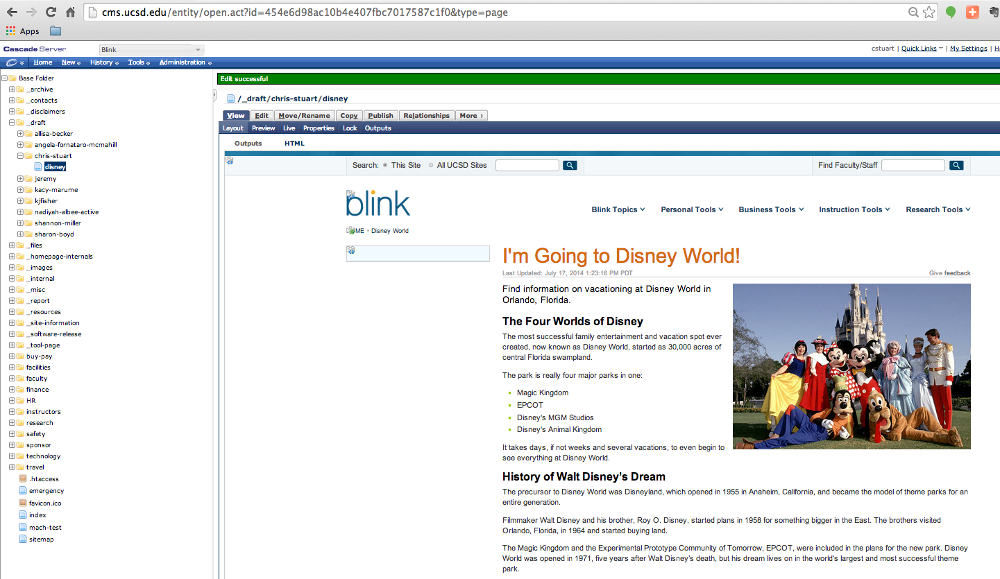 cms.ucsd.edu/entity/open.act?id=454e6d98ac10b4e407fbc7017587c1f0&type=page
Apps
Cascade Server
Blink
cstuart | Quick Links | My Settings | H
Home New History Tools Administration
Base Folder
_archive
_contacts
_disclaimers
_draft
allisa-becker
angela-fornataro-mcmahill
chris-stuart
disney
jeremy
kacy-marume
kjfisher
nadiyah-albee-active
shannon-miller
sharon-boyd
_files
_homepage-internals
_images
_internal
_misc
_report
_resources
_site-information
_software-release
_tool-page
buy-pay
facilities
faculty
finance
HR
instructors
research
safety
sponsor
technology
travel
.htaccess
emergency
favicon.ico
index
mach-test
sitemap
Edit successful
/_draft/chris-stuart/disney
View Edit Move/Rename Copy Publish Relationships More
Layout Preview Live Properties Lock Outputs
Outputs HTML
Search: This Site All UCSD Sites
Find Faculty/Staff
blink
Blink Topics Personal Tools Business Tools Instruction Tools Research Tools
ME Disney World
I'm Going to Disney World!
Last Updated: July 17, 2014 1:23:16 PM PDT
Give feedback
Find information on vacationing at Disney World in
Orlando, Florida.
The Four Worlds of Disney
The most successful family entertainment and vacation spot ever
created, now known as Disney World, started as 30,000 acres of
central Florida swampland.
The park is really four major parks in one:
• Magic Kingdom
• EPCOT
• Disney's MGM Studios
• Disney's Animal Kingdom
It takes days, if not weeks and several vacations, to even begin to
see everything at Disney World.
History of Walt Disney’s Dream
The precursor to Disney World was Disneyland, which opened in 1955 in Anaheim, California, and became the model of theme parks for an
entire generation.
Filmmaker Walt Disney and his brother, Roy O. Disney, started plans in 1958 for something bigger in the East. The brothers visited
Orlando, Florida, in 1964 and started buying land.
The Magic Kingdom and the Experimental Prototype Community of Tomorrow, EPCOT, were included in the plans for the new park. Disney
World was opened in 1971, five years after Walt Disney’s death, but his dream lives on in the world’s largest and most successful theme
park.